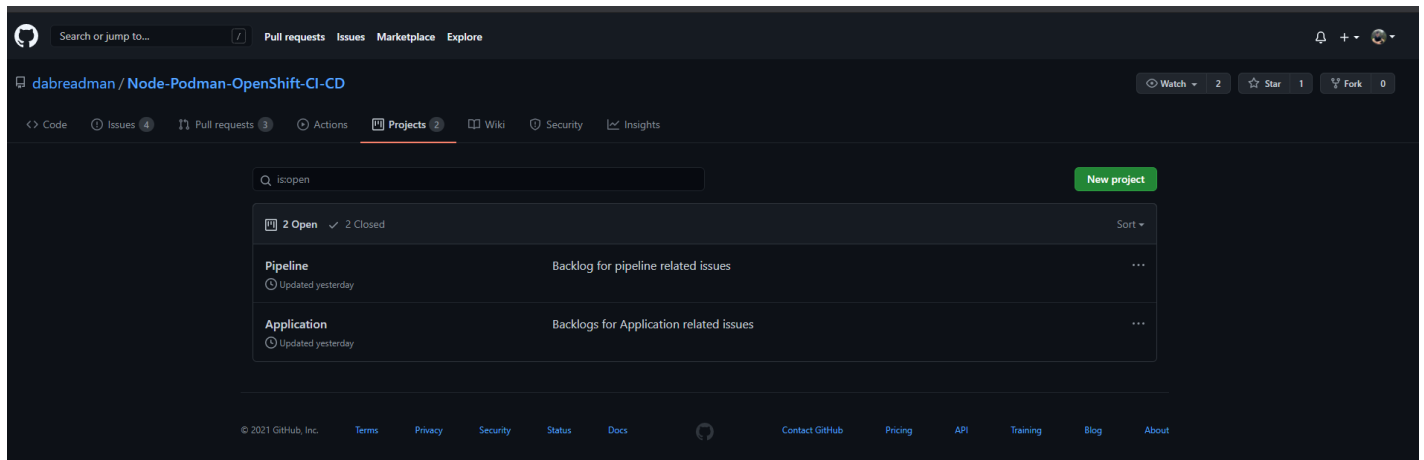 Search or jump to... / Pull requests Issues Marketplace Explore
dabreadman / Node-Podman-OpenShift-CI-CD Watch 2 Star 1 Fork 0
<> Code Issues 4 Pull requests 3 Actions Projects 2 Wiki Security Insights
is:open New project
2 Open 2 Closed Sort
Pipeline Backlog for pipeline related issues
Updated yesterday
Application Backlogs for Application related issues
Updated yesterday
© 2021 GitHub, Inc. Terms Privacy Security Status Docs Contact GitHub Pricing API Training Blog About